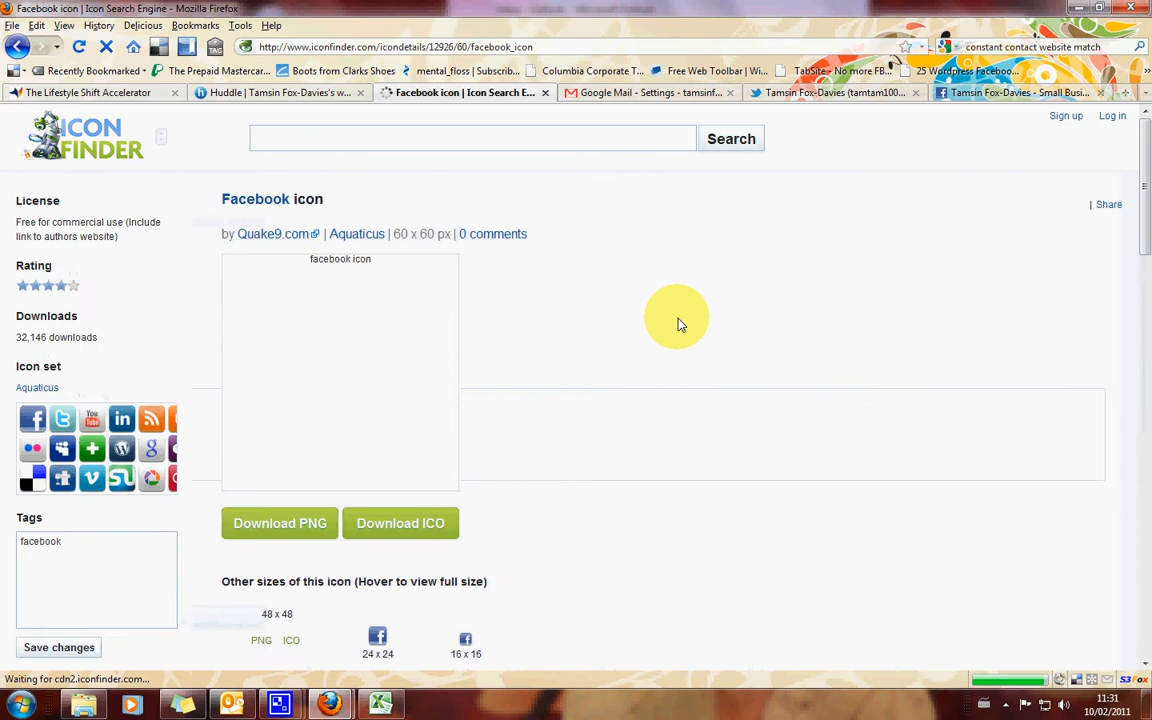 Facebook icon | Icon Search Engine - Mozilla Firefox
File Edit View History Delicious Bookmarks Tools Help
http://www.iconfinder.com/icondetails/12926/60/facebook_icon
constant contact website match
Recently Bookmarked The Prepaid Mastercar... Boots from Clarks Shoes mental_floss | Subscrib... Columbia Corporate T... Free Web Toolbar | Wi... TabSite- No more FB... 25 Wordpress Faceboo...
The Lifestyle Shift Accelerator Huddle | Tamsin Fox-Davies's w... Facebook icon | Icon Search E... Google Mail - Settings - tamsinf... Tamsin Fox-Davies (tamtam100... Tamsin Fox-Davies - Small Busi...
Sign up Log in
ICON
FINDER
Search
License
Free for commercial use (Include
link to authors website)
Facebook icon
Share
by Quake9.com | Aquaticus | 60 x 60 px | 0 comments
facebook icon
Rating
Downloads
32,146 downloads
Icon set
Aquaticus
Download PNG Download ICO
Tags
facebook
Other sizes of this icon (Hover to view full size)
48 x 48
PNG ICO
24 x 24 16 x 16
Save changes
Waiting for cdn2.iconfinder.com...
S3Fox
11:31
10/02/2011